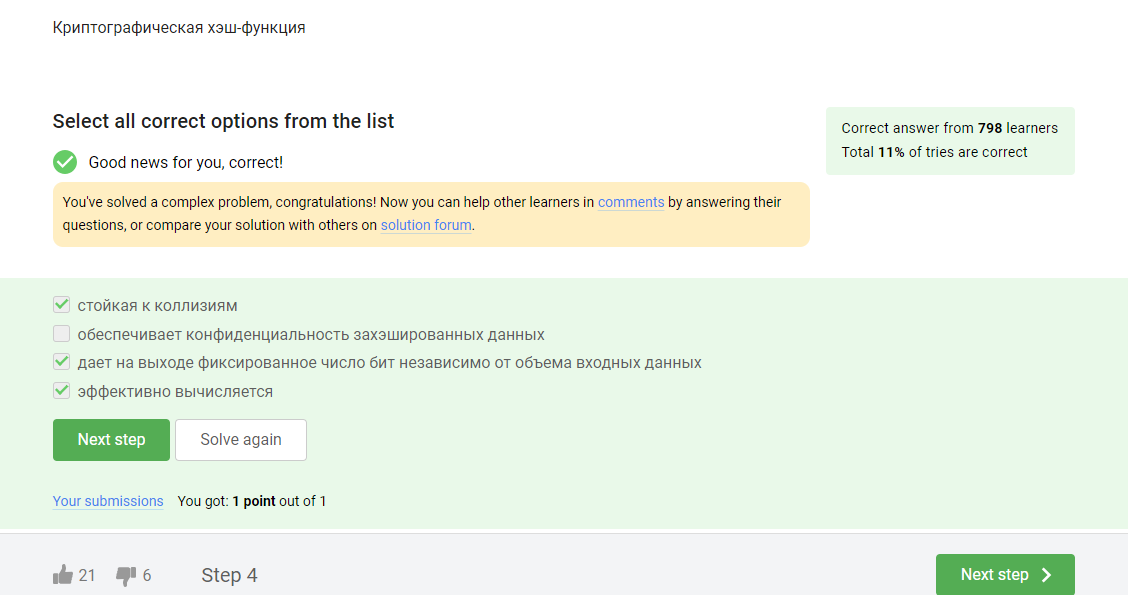 Криптографическая хэш-функция
Select all correct options from the list
Correct answer from 798 learners
Total 11% of tries are correct
Good news for you, correct!
You've solved a complex problem, congratulations! Now you can help other learners in comments by answering their
questions, or compare your solution with others on solution forum.
стойкая к коллизиям
обеспечивает конфиденциальность захэшированных данных
дает на выходе фиксированное число бит независимо от объема входных данных
эффективно вычисляется
Next step Solve again
Your submissions You got: 1 point out of 1
21 6 Step 4 Next step